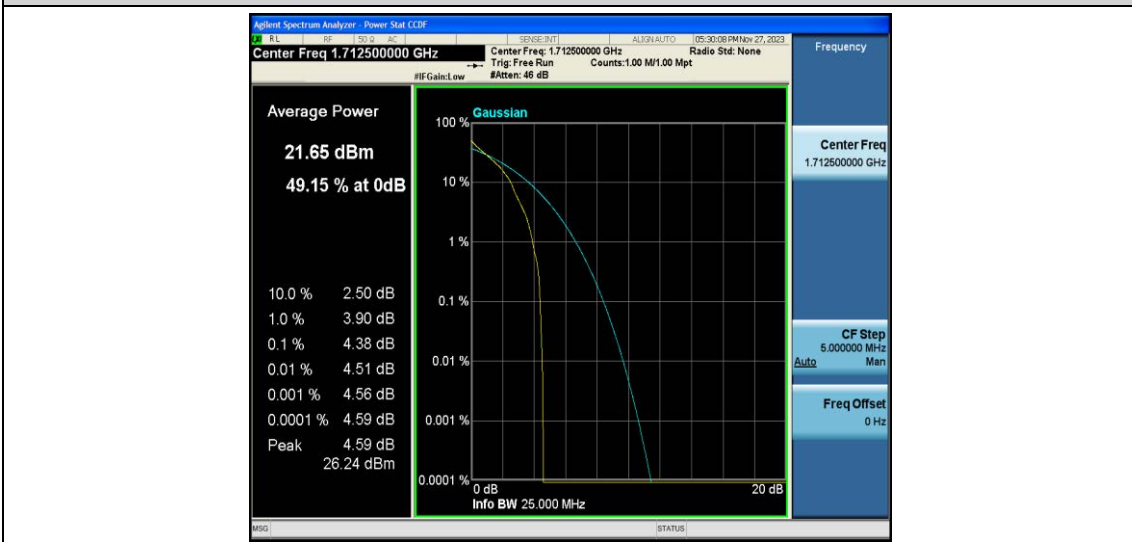 Agilent Spectrum Analyzer - Power Stat CCDF
RL RF 50 Ω AC SENSE:INT ALIGN AUTO 05:30:08 PM Nov 27, 2023
Center Freq 1.712500000 GHz
Center Freq: 1.712500000 GHz Radio Std: None
Trig: Free Run Counts:1.00 M/1.00 Mpt
#IFGain:Low #Atten: 46 dB
Frequency
Average Power
21.65 dBm
49.15 % at 0dB
10.0 % 2.50 dB
1.0 % 3.90 dB
0.1 % 4.38 dB
0.01 % 4.51 dB
0.001 % 4.56 dB
0.0001 % 4.59 dB
Peak 4.59 dB
26.24 dBm
Gaussian
100 %
10 %
1 %
0.1 %
0.01 %
0.001 %
0.0001 %
0 dB 20 dB
Info BW 25.000 MHz
Center Freq
1.712500000 GHz
CF Step
5.000000 MHz
Auto Man
Freq Offset
0 Hz
MSG STATUS